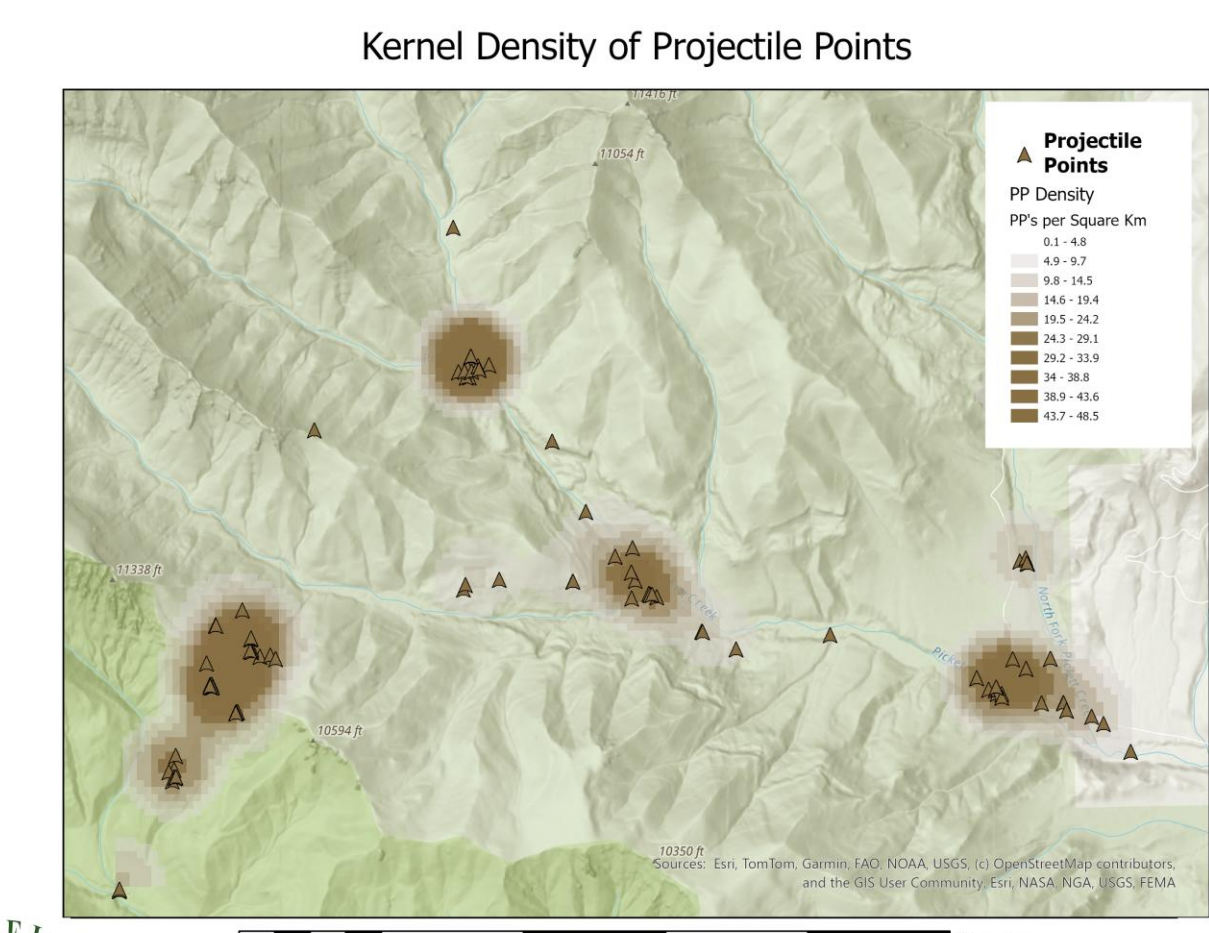 Kernel Density of Projectile Points
11416 ft
11054 ft
Projectile
Points
PP Density
PP's per Square Km
0.1 - 4.8
4.9 - 9.7
9.8 - 14.5
14.6 - 19.4
19.5 - 24.2
24.3 - 29.1
29.2 - 33.9
34 - 38.8
38.9 - 43.6
43.7 - 48.5
11338 ft
Creek
North Fork
10594 ft
10350 ft
Sources: Esri, TomTom, Garmin, FAO, NOAA, USGS, (c) OpenStreetMap contributors,
and the GIS User Community, Esri, NASA, NGA, USGS, FEMA